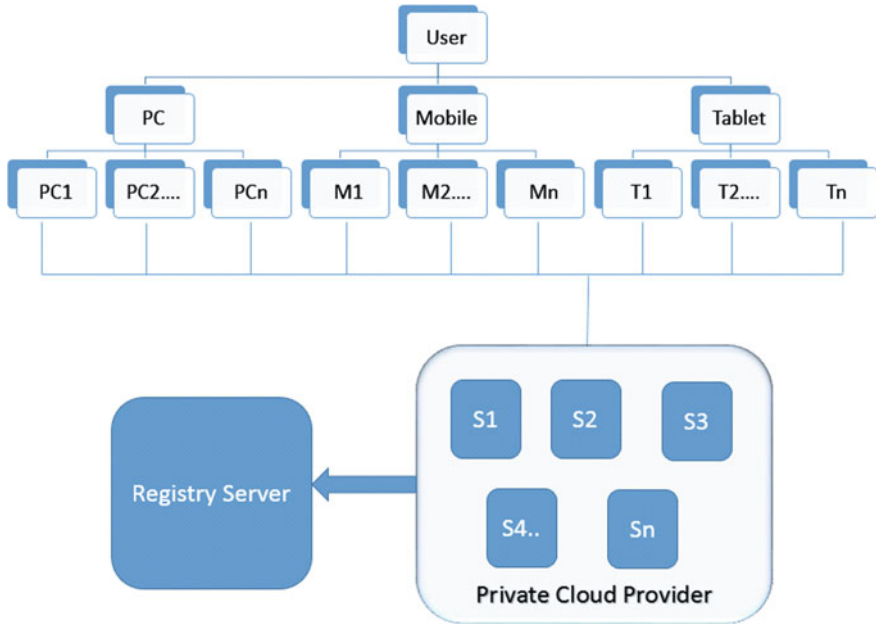 User
PC
Mobile
Tablet
PC1
PC2....
PCn
M1
M2....
Mn
T1
T2....
Tn
S1
S2
S3
Registry Server
S4..
Sn
Private Cloud Provider